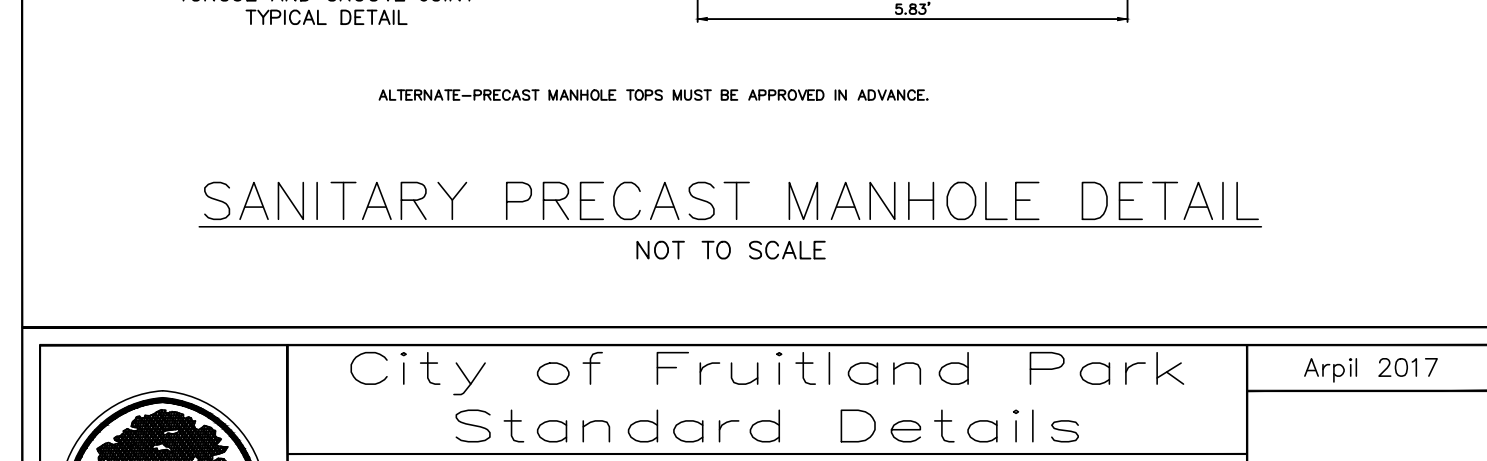 TYPICAL DETAIL
5.83'
ALTERNATE-PRECAST MANHOLE TOPS MUST BE APPROVED IN ADVANCE.
SANITARY PRECAST MANHOLE DETAIL
NOT TO SCALE
City of Fruitland Park
Standard Details
Arpil 2017